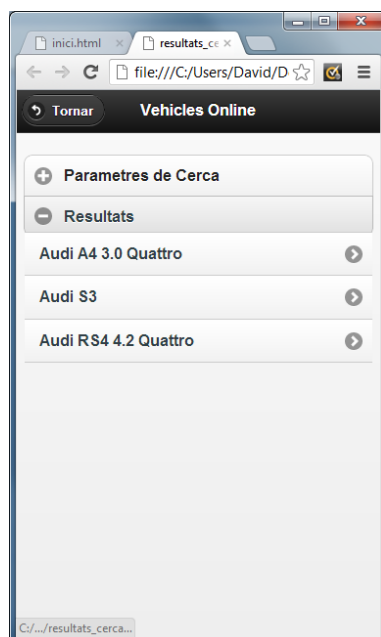 inici.html
resultats_ce
file:///C:/Users/David/D
Tornar
Vehicles Online
Parametres de Cerca
Resultats
Audi A4 3.0 Quattro
Audi S3
Audi RS4 4.2 Quattro
C:/.../resultats_cerca...